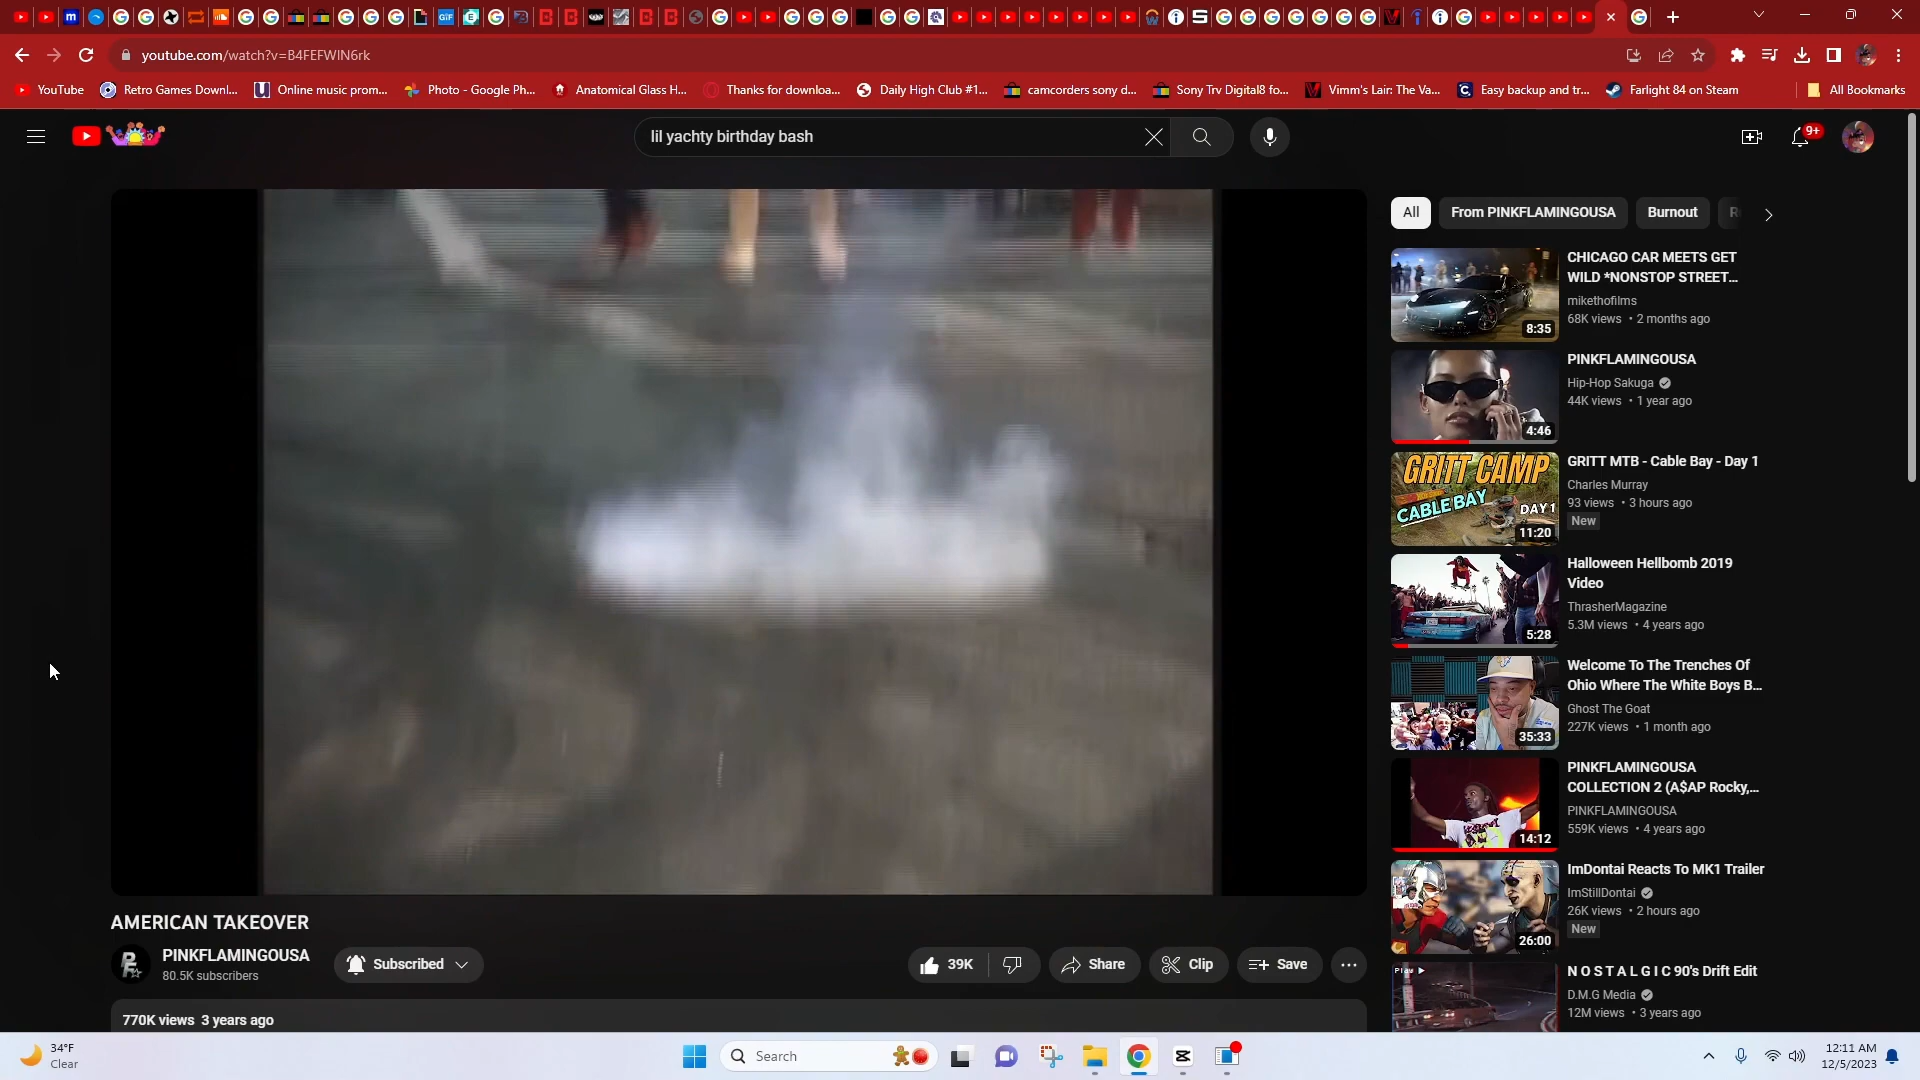 youtube.com/watch?v=B4FEFWlN6rk
YouTube
Retro Games Downl...
Online music prom...
Photo - Google Ph...
Anatomical Glass H...
Thanks for downloa...
Daily High Club #1...
camcorders sony d...
Sony Trv Digital8 fo...
Vimm's Lair: The Va...
Easy backup and tr...
Farlight 84 on Steam
All Bookmarks
lil yachty birthday bash
9+
All
From PINKFLAMINGOUSA
Burnout
CHICAGO CAR MEETS GET
WILD *NONSTOP STREET...
mikethofilms
68K views • 2 months ago
8:35
PINKFLAMINGOUSA
Hip-Hop Sakuga
44K views • 1 year ago
4:46
GRITT CAMP
CABLE BAY
DAY 1
11:20
GRITT MTB - Cable Bay - Day 1
Charles Murray
93 views • 3 hours ago
New
Halloween Hellbomb 2019
Video
ThrasherMagazine
5.3M views • 4 years ago
5:28
Welcome To The Trenches Of
Ohio Where The White Boys B...
Ghost The Goat
227K views • 1 month ago
35:33
PINKFLAMINGOUSA
COLLECTION 2 (A$AP Rocky,...
PINKFLAMINGOUSA
559K views • 4 years ago
14:12
ImDontai Reacts To MK1 Trailer
ImStillDontai
26K views • 2 hours ago
New
26:00
Play
N O S T A L G I C 90's Drift Edit
D.M.G Media
12M views • 3 years ago
AMERICAN TAKEOVER
PINKFLAMINGOUSA
80.5K subscribers
Subscribed
39K
Share
Clip
Save
770K views 3 years ago
34°F
Clear
Search
12:11 AM
12/5/2023